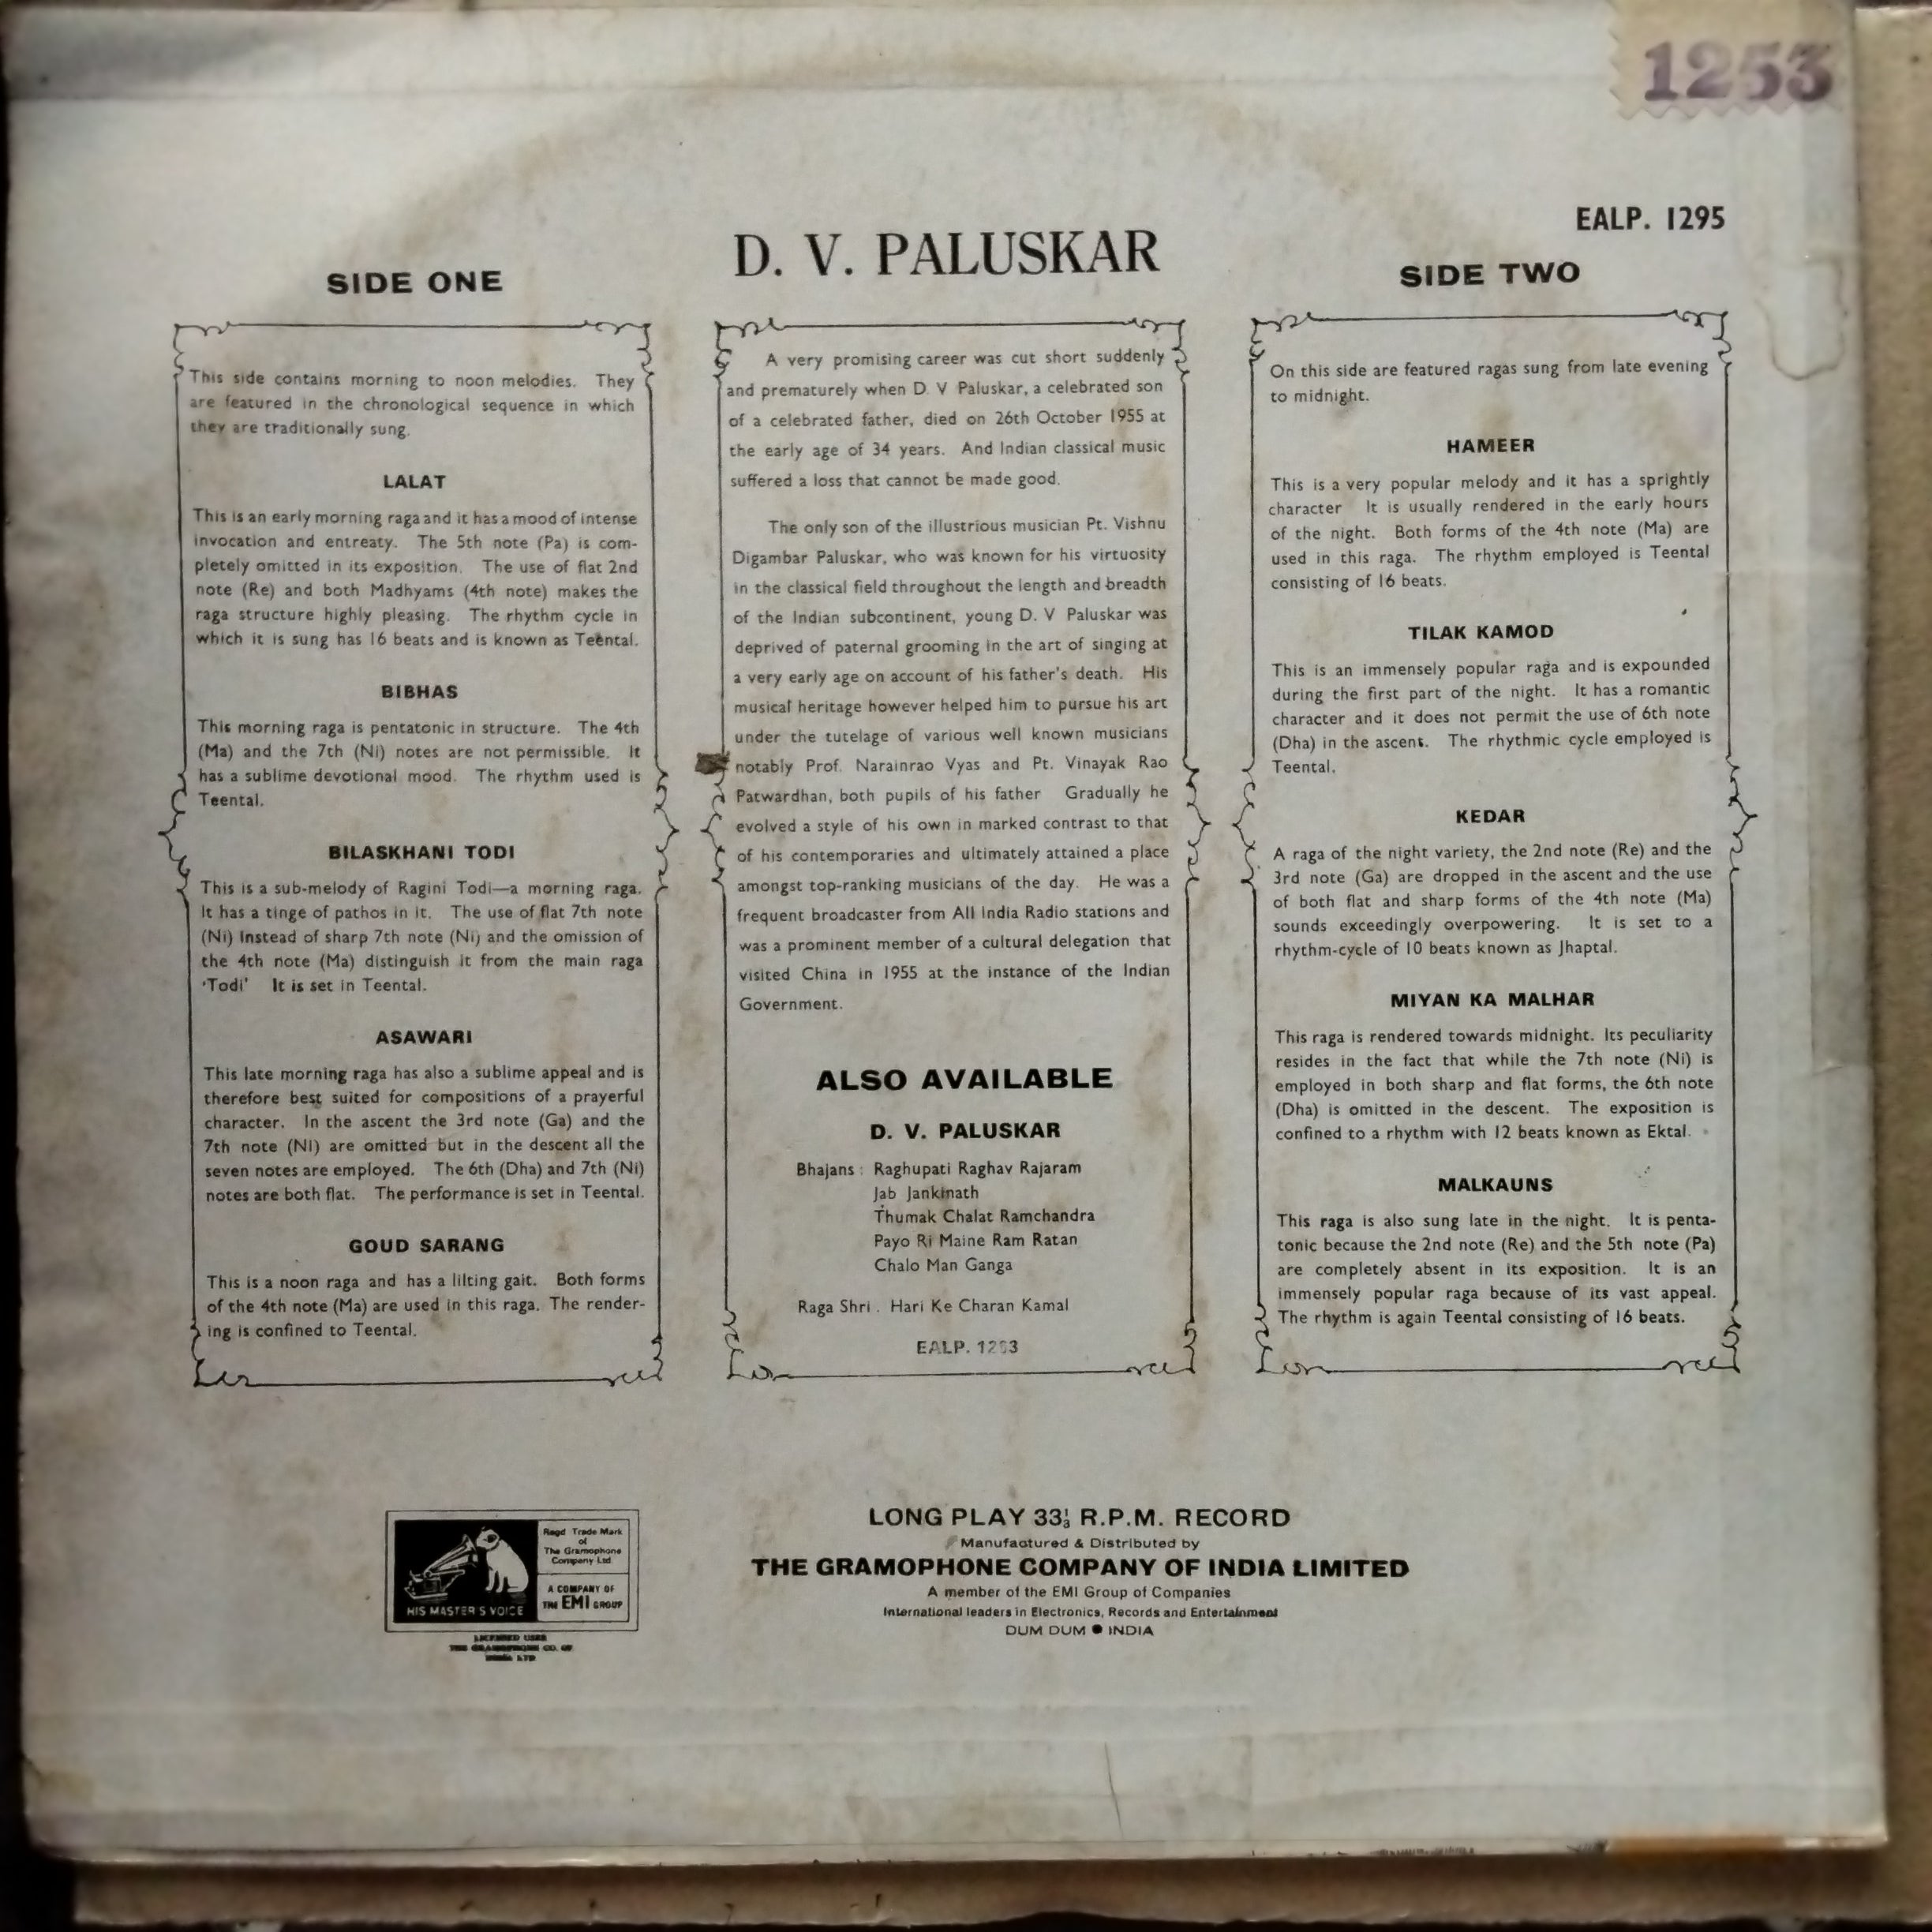 1253
EALP. 1295
D. V. PALUSKAR
SIDE ONE
This side contains morning to noon melodies. They
are featured in the chronological sequence in which
they are traditionally sung.
LALAT
This is an early morning raga and it has a mood of intense
invocation and entreaty. The 5th note (Pa) is com-
pletely omitted in its exposition. The use of flat 2nd
note (Re) and both Madhyams (4th note) makes the
raga structure highly pleasing. The rhythm cycle in
which it is sung has 16 beats and is known as Teental.
BIBHAS
This morning raga is pentatonic in structure. The 4th
(Ma) and the 7th (Ni) notes are not permissible. It
has a sublime devotional mood. The rhythm used is
Teental.
BILASKHANI TODI
This is a sub-melody of Ragini Todi—a morning raga.
It has a tinge of pathos in it. The use of flat 7th note
(Ni) Instead of sharp 7th note (Ni) and the omission of
the 4th note (Ma) distinguish it from the main raga
‘Todi’ It is set in Teental.
ASAWARI
This late morning raga has also a sublime appeal and is
therefore best suited for compositions of a prayerful
character. In the ascent the 3rd note (Ga) and the
7th note (NI) are omitted but in the descent all the
seven notes are employed. The 6th (Dha) and 7th (Ni)
notes are both flat. The performance is set in Teental.
GOUD SARANG
This is a noon raga and has a lilting gait. Both forms
of the 4th note (Ma) are used in this raga. The render-
ing is confined to Teental.
A very promising career was cut short suddenly
and prematurely when D. V Paluskar, a celebrated son
of a celebrated father, died on 26th October 1955 at
the early age of 34 years. And Indian classical music
suffered a loss that cannot be made good.
The only son of the illustrious musician Pt. Vishnu
Digambar Paluskar, who was known for his virtuosity
in the classical field throughout the length and breadth
of the Indian subcontinent, young D. V Paluskar was
deprived of paternal grooming in the art of singing at
a very early age on account of his father's death. His
musical heritage however helped him to pursue his art
under the tutelage of various well known musicians
notably Prof. Narainrao Vyas and Pt. Vinayak Rao
Patwardhan, both pupils of his father Gradually he
evolved a style of his own in marked contrast to that
of his contemporaries and ultimately attained a place
amongst top-ranking musicians of the day. He was a
frequent broadcaster from All India Radio stations and
was a prominent member of a cultural delegation that
visited China in 1955 at the instance of the Indian
Government.
ALSO AVAILABLE
D. V. PALUSKAR
Bhajans : Raghupati Raghav Rajaram
Jab Jankinath
Thumak Chalat Ramchandra
Payo Ri Maine Ram Ratan
Chalo Man Ganga
Raga Shri . Hari Ke Charan Kamal
EALP. 1263
SIDE TWO
On this side are featured ragas sung from late evening
to midnight.
HAMEER
This is a very popular melody and it has a sprightly
character It is usually rendered in the early hours
of the night. Both forms of the 4th note (Ma) are
used in this raga. The rhythm employed is Teental
consisting of 16 beats.
TILAK KAMOD
This is an immensely popular raga and is expounded
during the first part of the night. It has a romantic
character and it does not permit the use of 6th note
(Dha) in the ascent. The rhythmic cycle employed is
Teental.
KEDAR
A raga of the night variety, the 2nd note (Re) and the
3rd note (Ga) are dropped in the ascent and the use
of both flat and sharp forms of the 4th note (Ma)
sounds exceedingly overpowering. It is set to a
rhythm-cycle of 10 beats known as Jhaptal.
MIYAN KA MALHAR
This raga is rendered towards midnight. Its peculiarity
resides in the fact that while the 7th note (Ni) is
employed in both sharp and flat forms, the 6th note
(Dha) is omitted in the descent. The exposition is
confined to a rhythm with 12 beats known as Ektal.
MALKAUNS
This raga is also sung late in the night. It is penta-
tonic because the 2nd note (Re) and the 5th note (Pa)
are completely absent in its exposition. It is an
immensely popular raga because of its vast appeal.
The rhythm is again Teental consisting of 16 beats.
Regd Trade Mark
of
The Gramophone
Company Ltd.
A COMPANY OF
THE EMI GROUP
HIS MASTER'S VOICE
LICENSED USER
THE GRAMOPHONE CO. OF
INDIA LTD
LONG PLAY 33⅓ R.P.M. RECORD
Manufactured & Distributed by
THE GRAMOPHONE COMPANY OF INDIA LIMITED
A member of the EMI Group of Companies
International leaders in Electronics, Records and Entertainment
DUM DUM ● INDIA